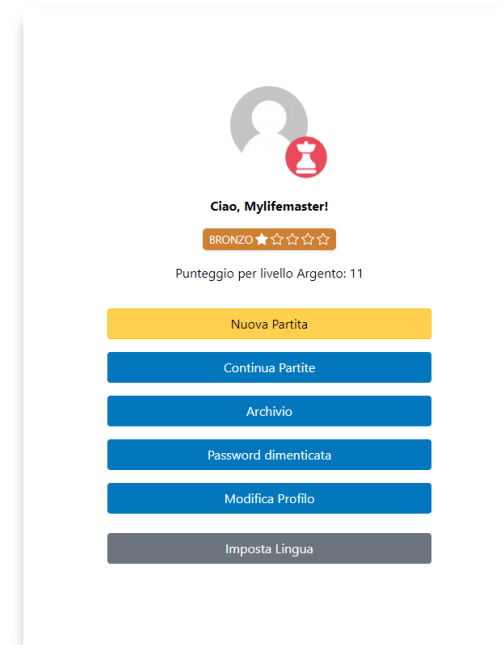 Ciao, Mylifemaster!
BRONZO
Punteggio per livello Argento: 11
Nuova Partita
Continua Partite
Archivio
Password dimenticata
Modifica Profilo
Imposta Lingua